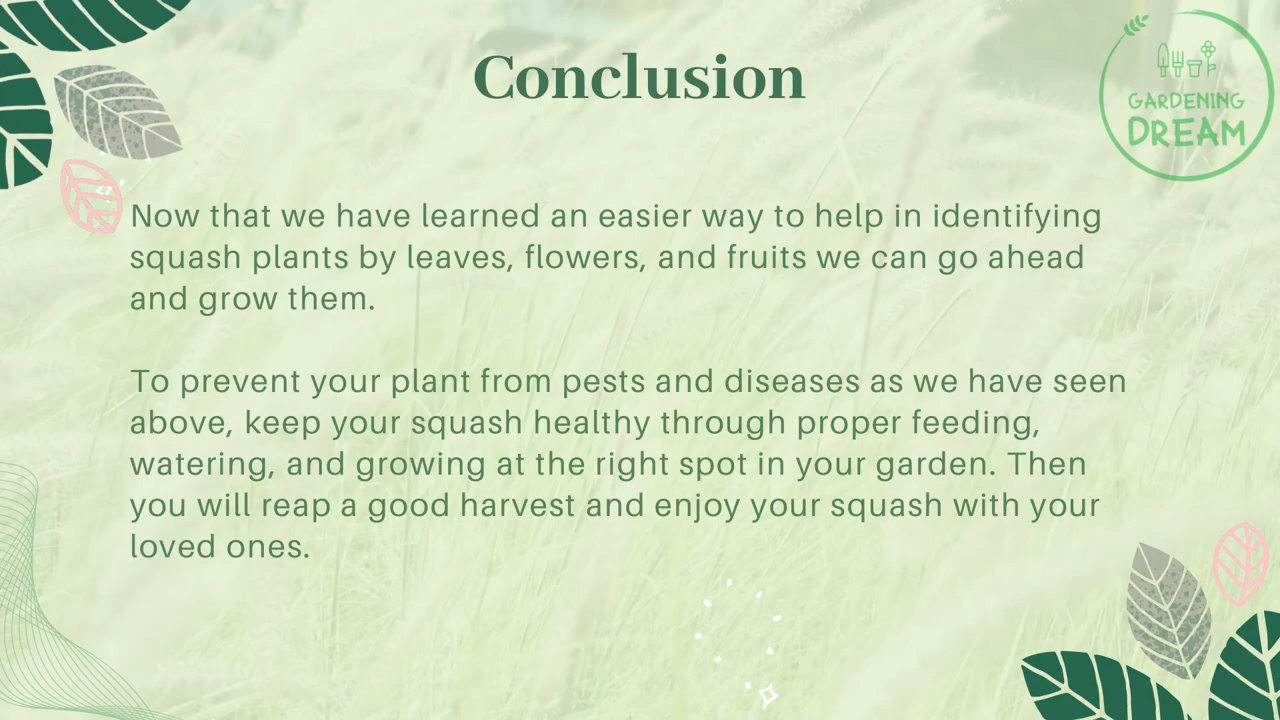 Conclusion
GARDENING
DREAM
Now that we have learned an easier way to help in identifying
squash plants by leaves, flowers, and fruits we can go ahead
and grow them.
To prevent your plant from pests and diseases as we have seen
above, keep your squash healthy through proper feeding,
watering, and growing at the right spot in your garden. Then
you will reap a good harvest and enjoy your squash with your
loved ones.